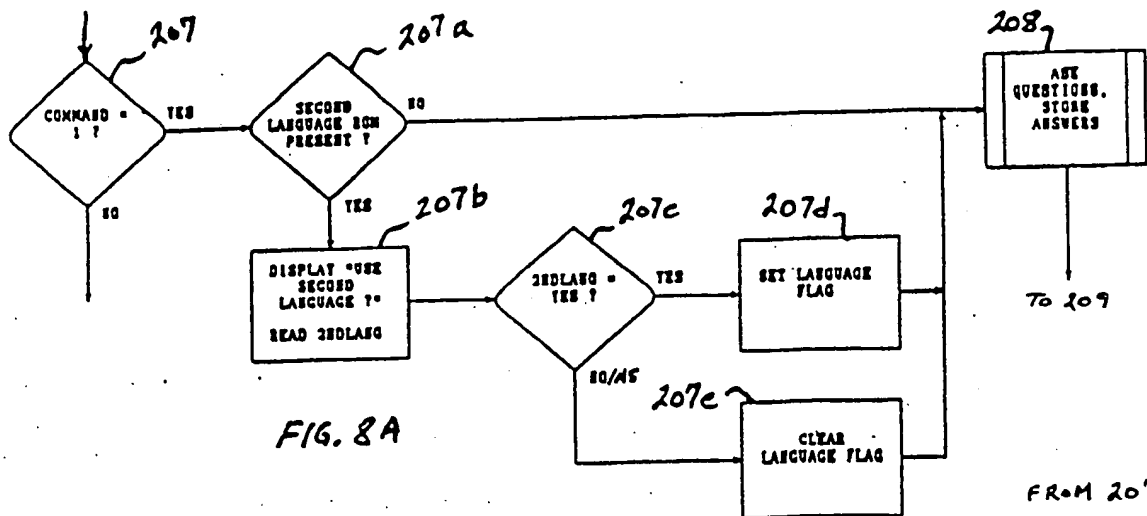 207
COMMAND =
1 ?
YES
NO
207a
SECOND
LANGUAGE ROM
PRESENT ?
NO
YES
207b
DISPLAY "USE
SECOND
LANGUAGE ?"
READ 2NDLANG
207c
2NDLANG =
YES ?
YES
NO/NS
207d
SET LANGUAGE
FLAG
207e
CLEAR
LANGUAGE FLAG
208
ASK
QUESTIONS,
STORE
ANSWERS
TO 209
FIG. 8A
FROM 20